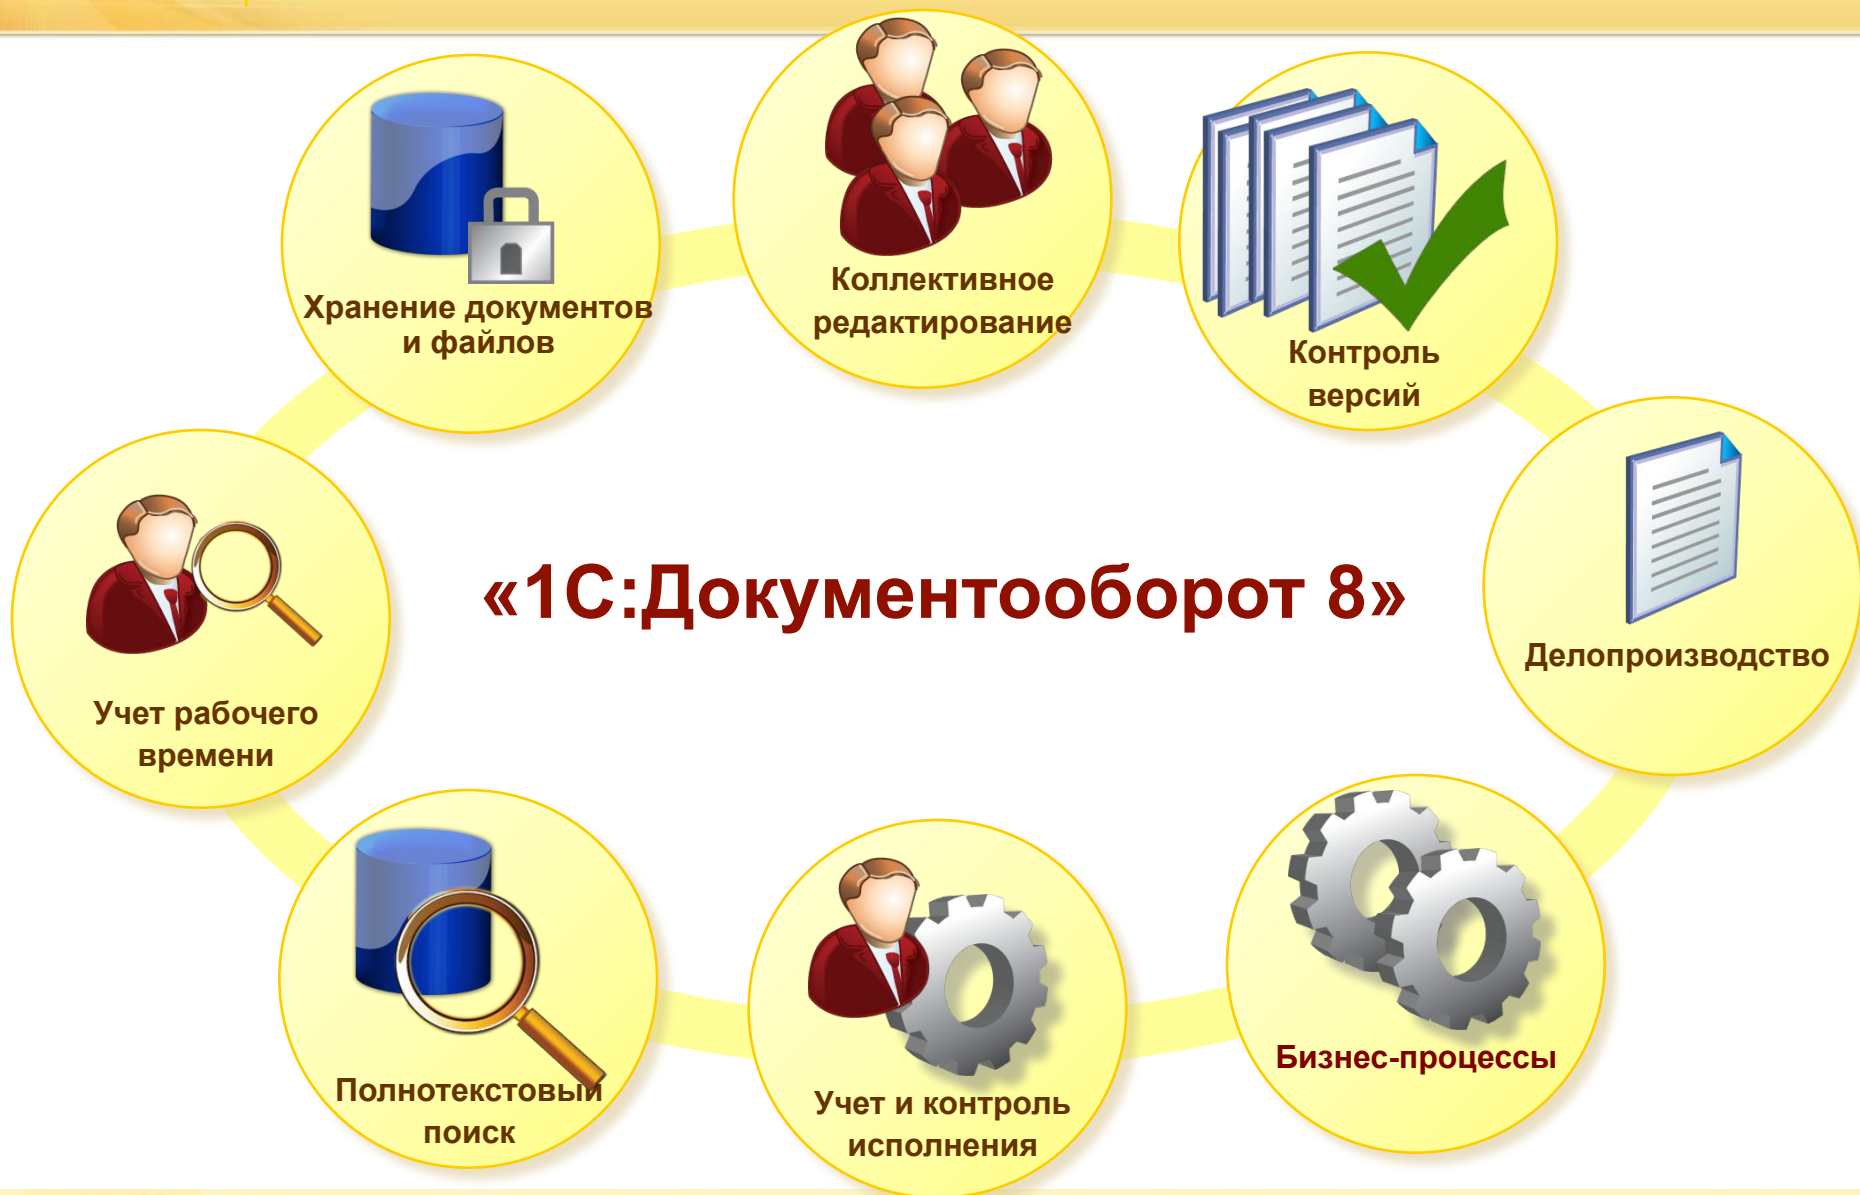 Коллективное
редактирование
Хранение документов
и файлов
Контроль
версий
«1С:Документооборот 8»
Делопроизводство
Учет рабочего
времени
Бизнес-процессы
Полнотекстовый
поиск
Учет и контроль
исполнения